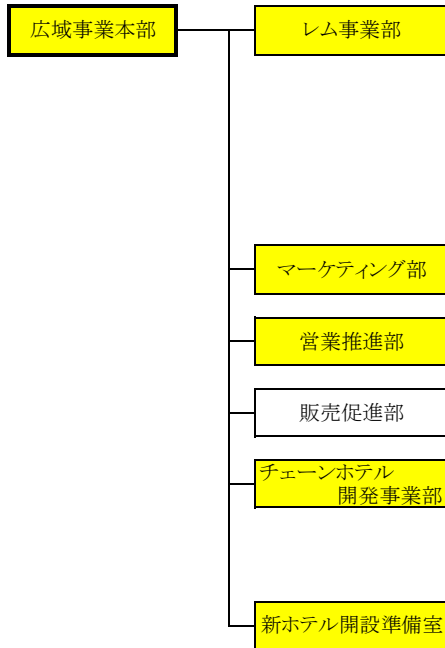 広域事業本部
レム事業部
マーケティング部
営業推進部
販売促進部
チェーンホテル
開発事業部
新ホテル開設準備室